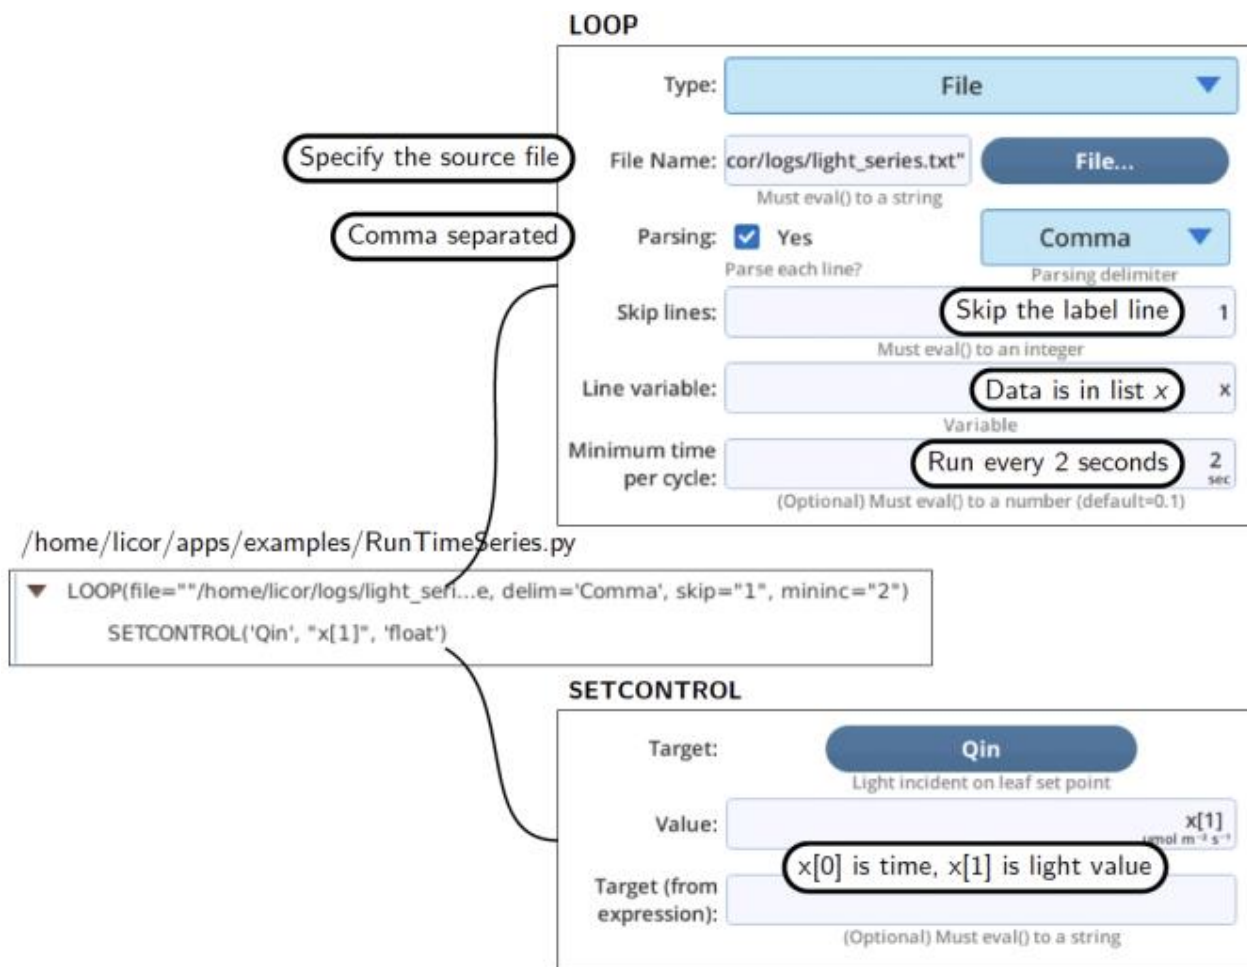 LOOP
Type: File
Specify the source file
File Name: cor/logs/light_series.txt" File...
Must eval() to a string
Comma separated
Parsing: Yes Comma
Parse each line? Parsing delimiter
Skip lines: Skip the label line 1
Must eval() to an integer
Line variable: Data is in list x x
Variable
Minimum time
per cycle: Run every 2 seconds 2
sec
(Optional) Must eval() to a number (default=0.1)
/home/licor/apps/examples/RunTimeSeries.py
LOOP(file=""/home/licor/logs/light_seri...e, delim='Comma', skip="1", mininc="2")
SETCONTROL('Qin', "x[1]", 'float')
SETCONTROL
Target: Qin
Light incident on leaf set point
Value: x[1]
µmol m⁻² s⁻¹
x[0] is time, x[1] is light value
Target (from
expression):
(Optional) Must eval() to a string